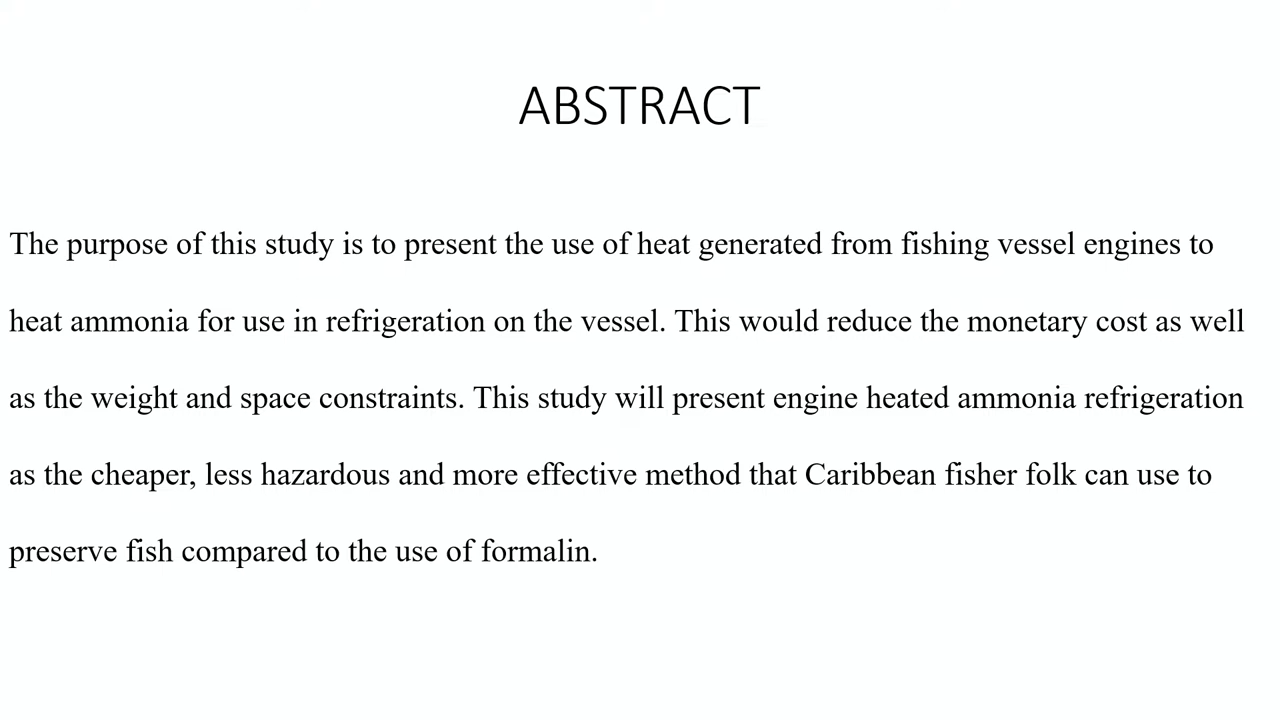 ABSTRACT
The purpose of this study is to present the use of heat generated from fishing vessel engines to
heat ammonia for use in refrigeration on the vessel. This would reduce the monetary cost as well
as the weight and space constraints. This study will present engine heated ammonia refrigeration
as the cheaper, less hazardous and more effective method that Caribbean fisher folk can use to
preserve fish compared to the use of formalin.